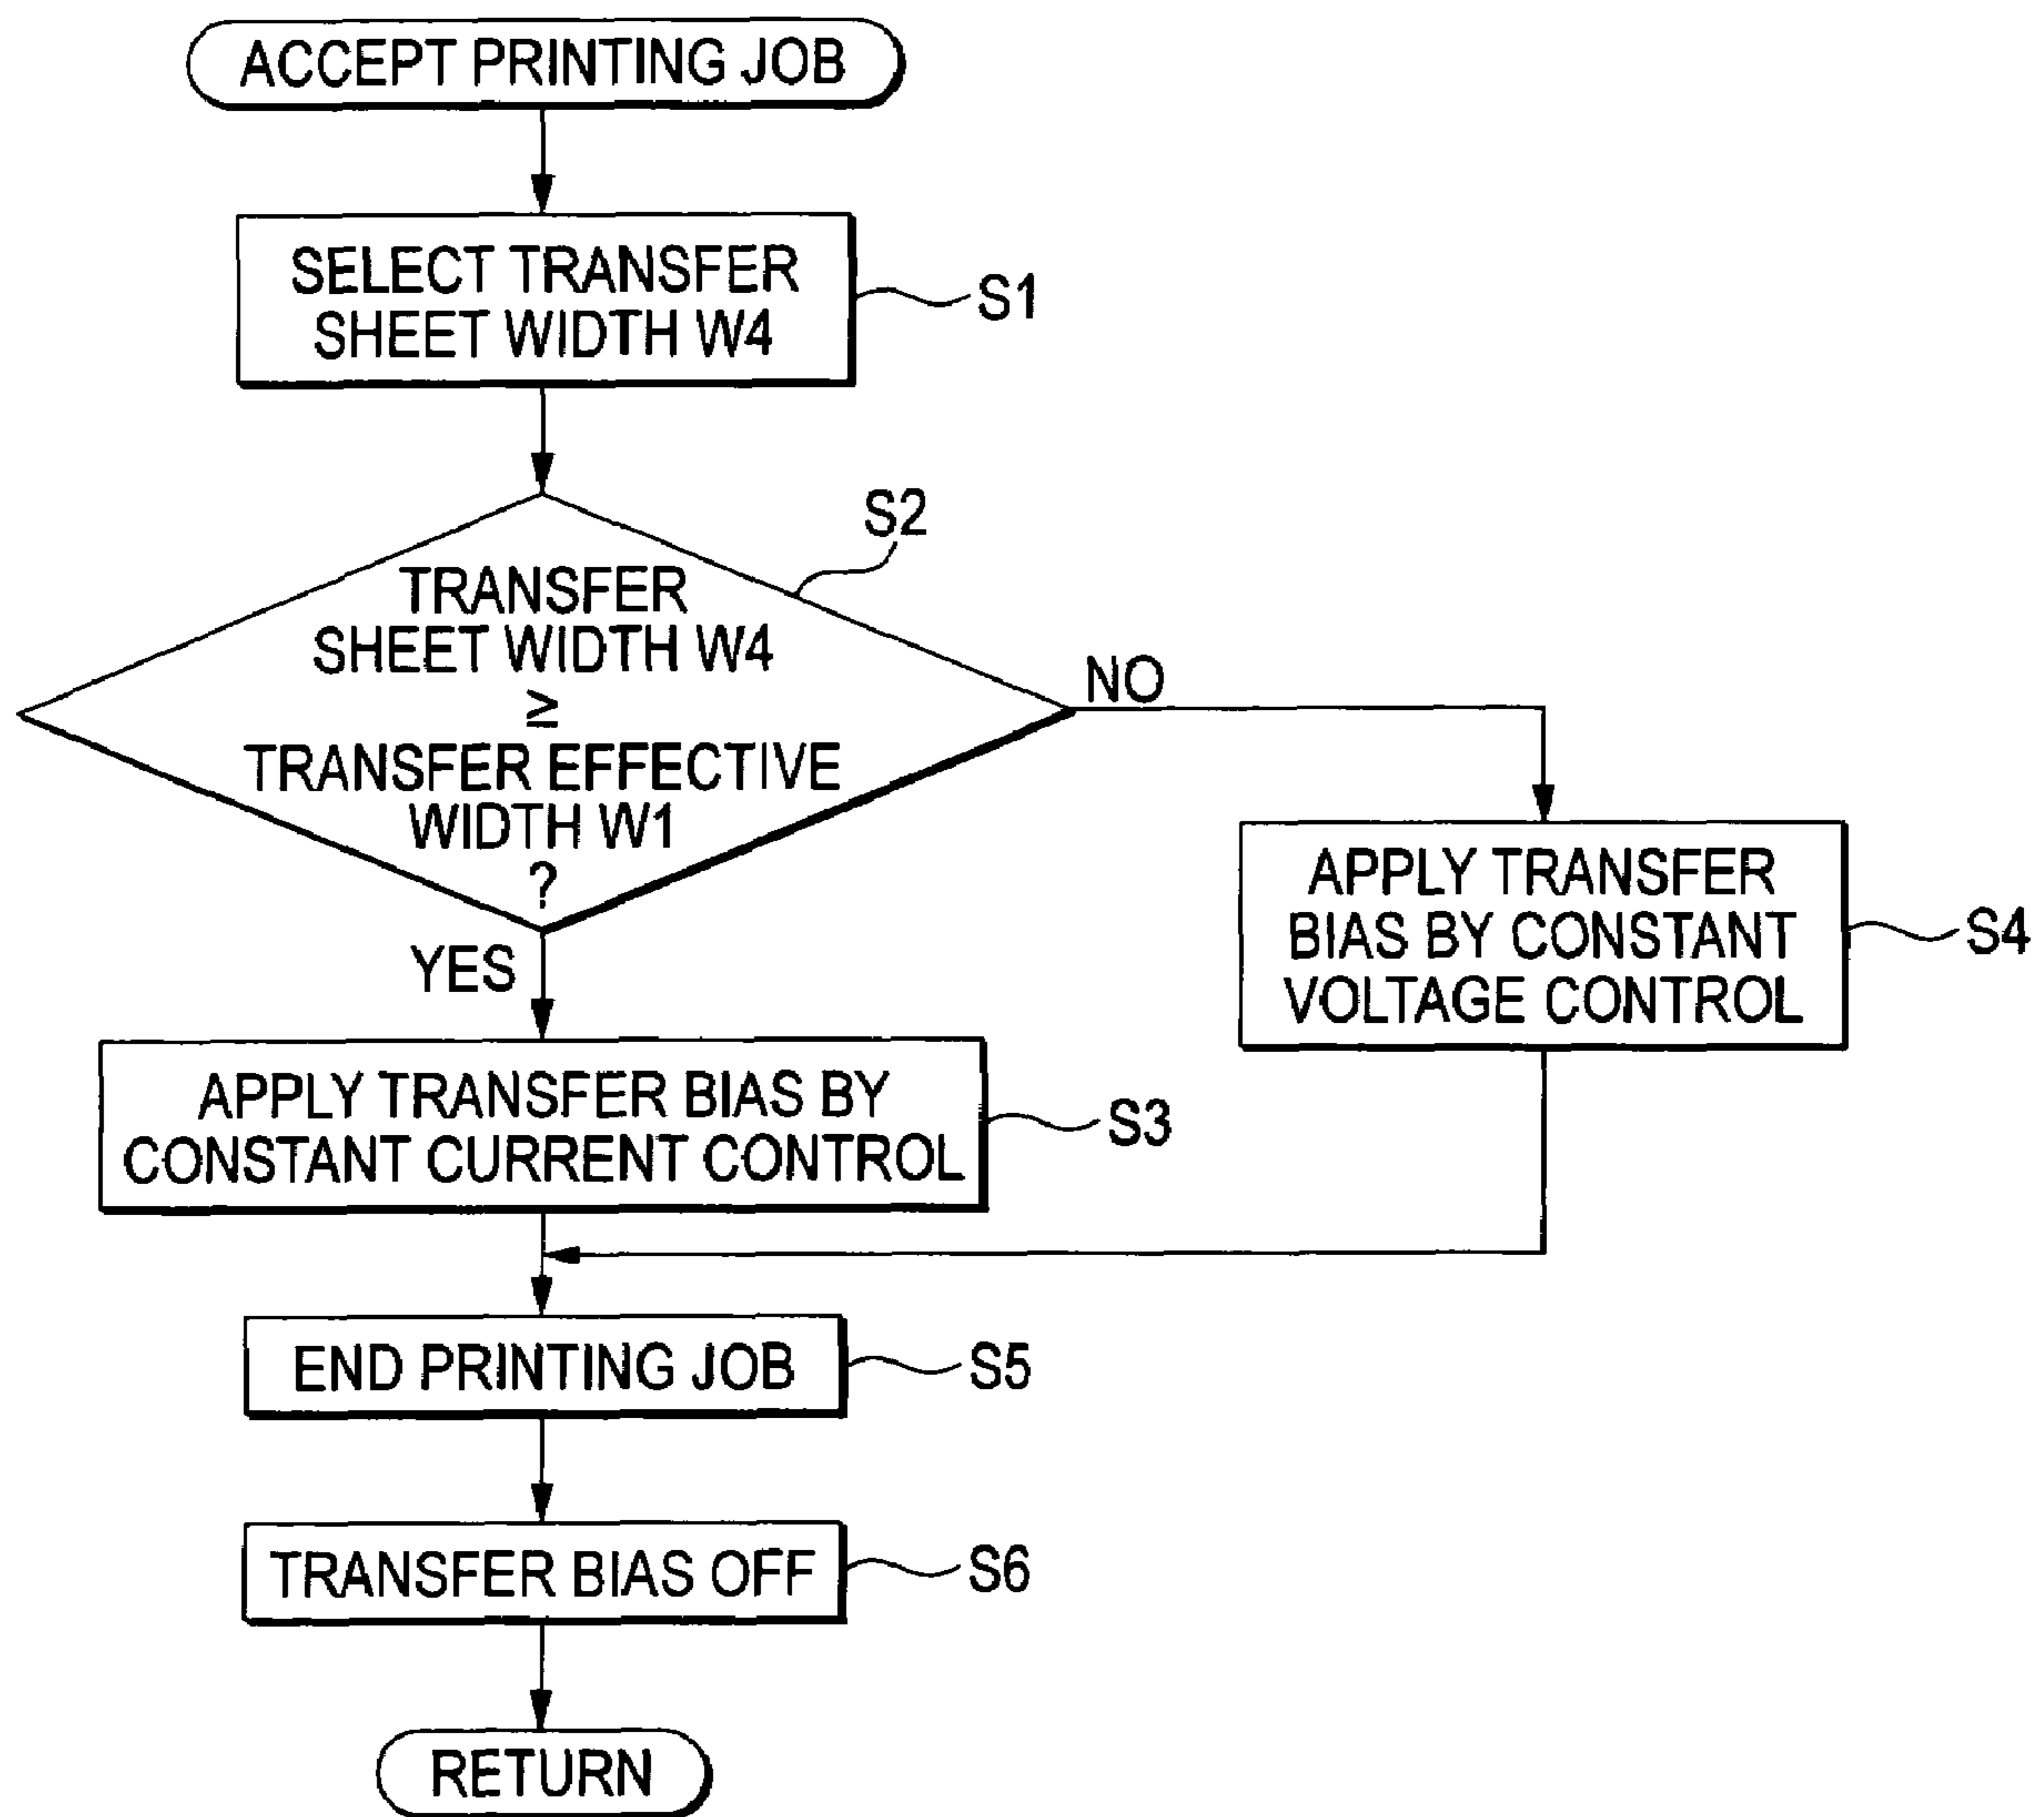 ACCEPT PRINTING JOB
SELECT TRANSFER
SHEET WIDTH W4
S1
S2
TRANSFER
SHEET WIDTH W4
≥
TRANSFER EFFECTIVE
WIDTH W1
?
NO
YES
APPLY TRANSFER
BIAS BY CONSTANT
VOLTAGE CONTROL
S4
APPLY TRANSFER BIAS BY
CONSTANT CURRENT CONTROL
S3
END PRINTING JOB
S5
TRANSFER BIAS OFF
S6
RETURN